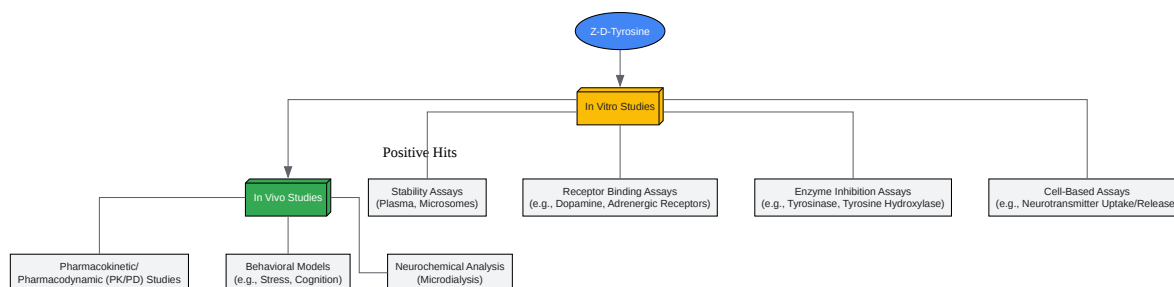 Z-D-Tyrosine
In Vitro Studies
Positive Hits
In Vivo Studies
Stability Assays
(Plasma, Microsomes)
Receptor Binding Assays
(e.g., Dopamine, Adrenergic Receptors)
Enzyme Inhibition Assays
(e.g., Tyrosinase, Tyrosine Hydroxylase)
Cell-Based Assays
(e.g., Neurotransmitter Uptake/Release)
Pharmacokinetic/
Pharmacodynamic (PK/PD) Studies
Behavioral Models
(e.g., Stress, Cognition)
Neurochemical Analysis
(Microdialysis)